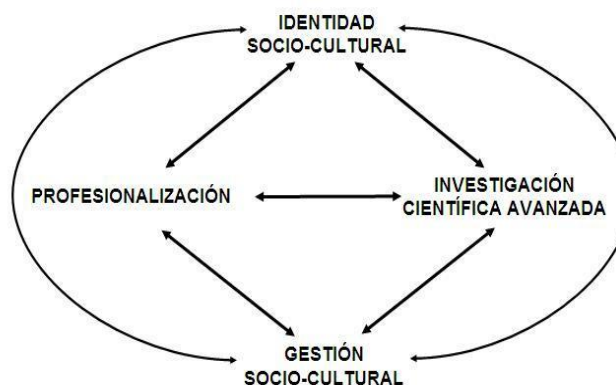 IDENTIDAD
SOCIO-CULTURAL
PROFESIONALIZACIÓN
INVESTIGACIÓN
CIENTÍFICA AVANZADA
GESTIÓN
SOCIO-CULTURAL